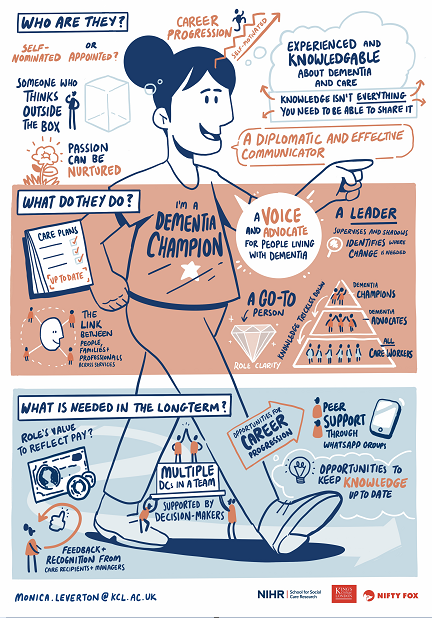 WHO ARE THEY?
SELF-
NOMINATED
OR
APPOINTED?
CAREER
PROGRESSION
SELF-MOTIVATED
SOMEONE WHO
THINKS
OUTSIDE
THE BOX
PASSION
CAN BE
NURTURED
EXPERIENCED AND
KNOWLEDGABLE
ABOUT DEMENTIA
AND CARE
KNOWLEDGE ISN'T EVERYTHING
YOU NEED TO BE ABLE TO SHARE IT
A DIPLOMATIC AND EFFECTIVE
COMMUNICATOR
WHAT DO THEY DO?
CARE PLANS
UP TO DATE
I'M A
DEMENTIA
CHAMPION
A VOICE
AND ADVOCATE
FOR PEOPLE LIVING
WITH DEMENTIA
A LEADER
SUPERVISES AND SHADOWS
IDENTIFIES WHERE
CHANGE IS NEEDED
THE
LINK
BETWEEN
PEOPLE,
FAMILIES +
PROFESSIONALS
ACROSS SERVICES
A GO-TO
PERSON
ROLE CLARITY
KNOWLEDGE TRICKLES DOWN
DEMENTIA
CHAMPIONS
DEMENTIA
ADVOCATES
ALL
CARE WORKERS
WHAT IS NEEDED IN THE LONGTERM?
ROLE'S VALUE
TO REFLECT PAY?
MULTIPLE
DCs IN A TEAM
SUPPORTED BY
DECISION-MAKERS
FEEDBACK +
RECOGNITION FROM
CARE RECIPIENTS + MANAGERS
OPPORTUNITIES FOR
CAREER
PROGRESSION
PEER
SUPPORT
THROUGH
WHATSAPP GROUPS
OPPORTUNITIES TO
KEEP KNOWLEDGE
UP TO DATE
MONICA.LEVERTON@KCL.AC.UK
NIHR
School for Social
Care Research
KING'S
College
LONDON
NIFTY FOX